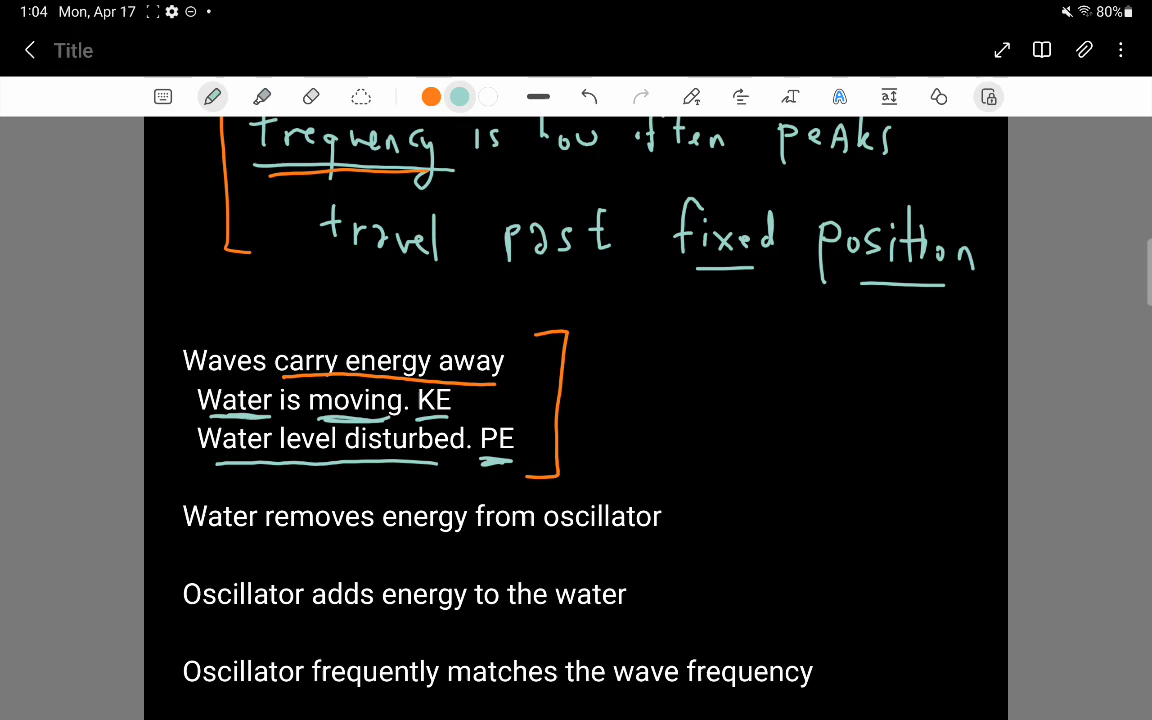 1:04 Mon, Apr 17
80%
Title
frequency is how often peaks
travel past fixed position
Waves carry energy away
Water is moving. KE
Water level disturbed. PE
Water removes energy from oscillator
Oscillator adds energy to the water
Oscillator frequently matches the wave frequency